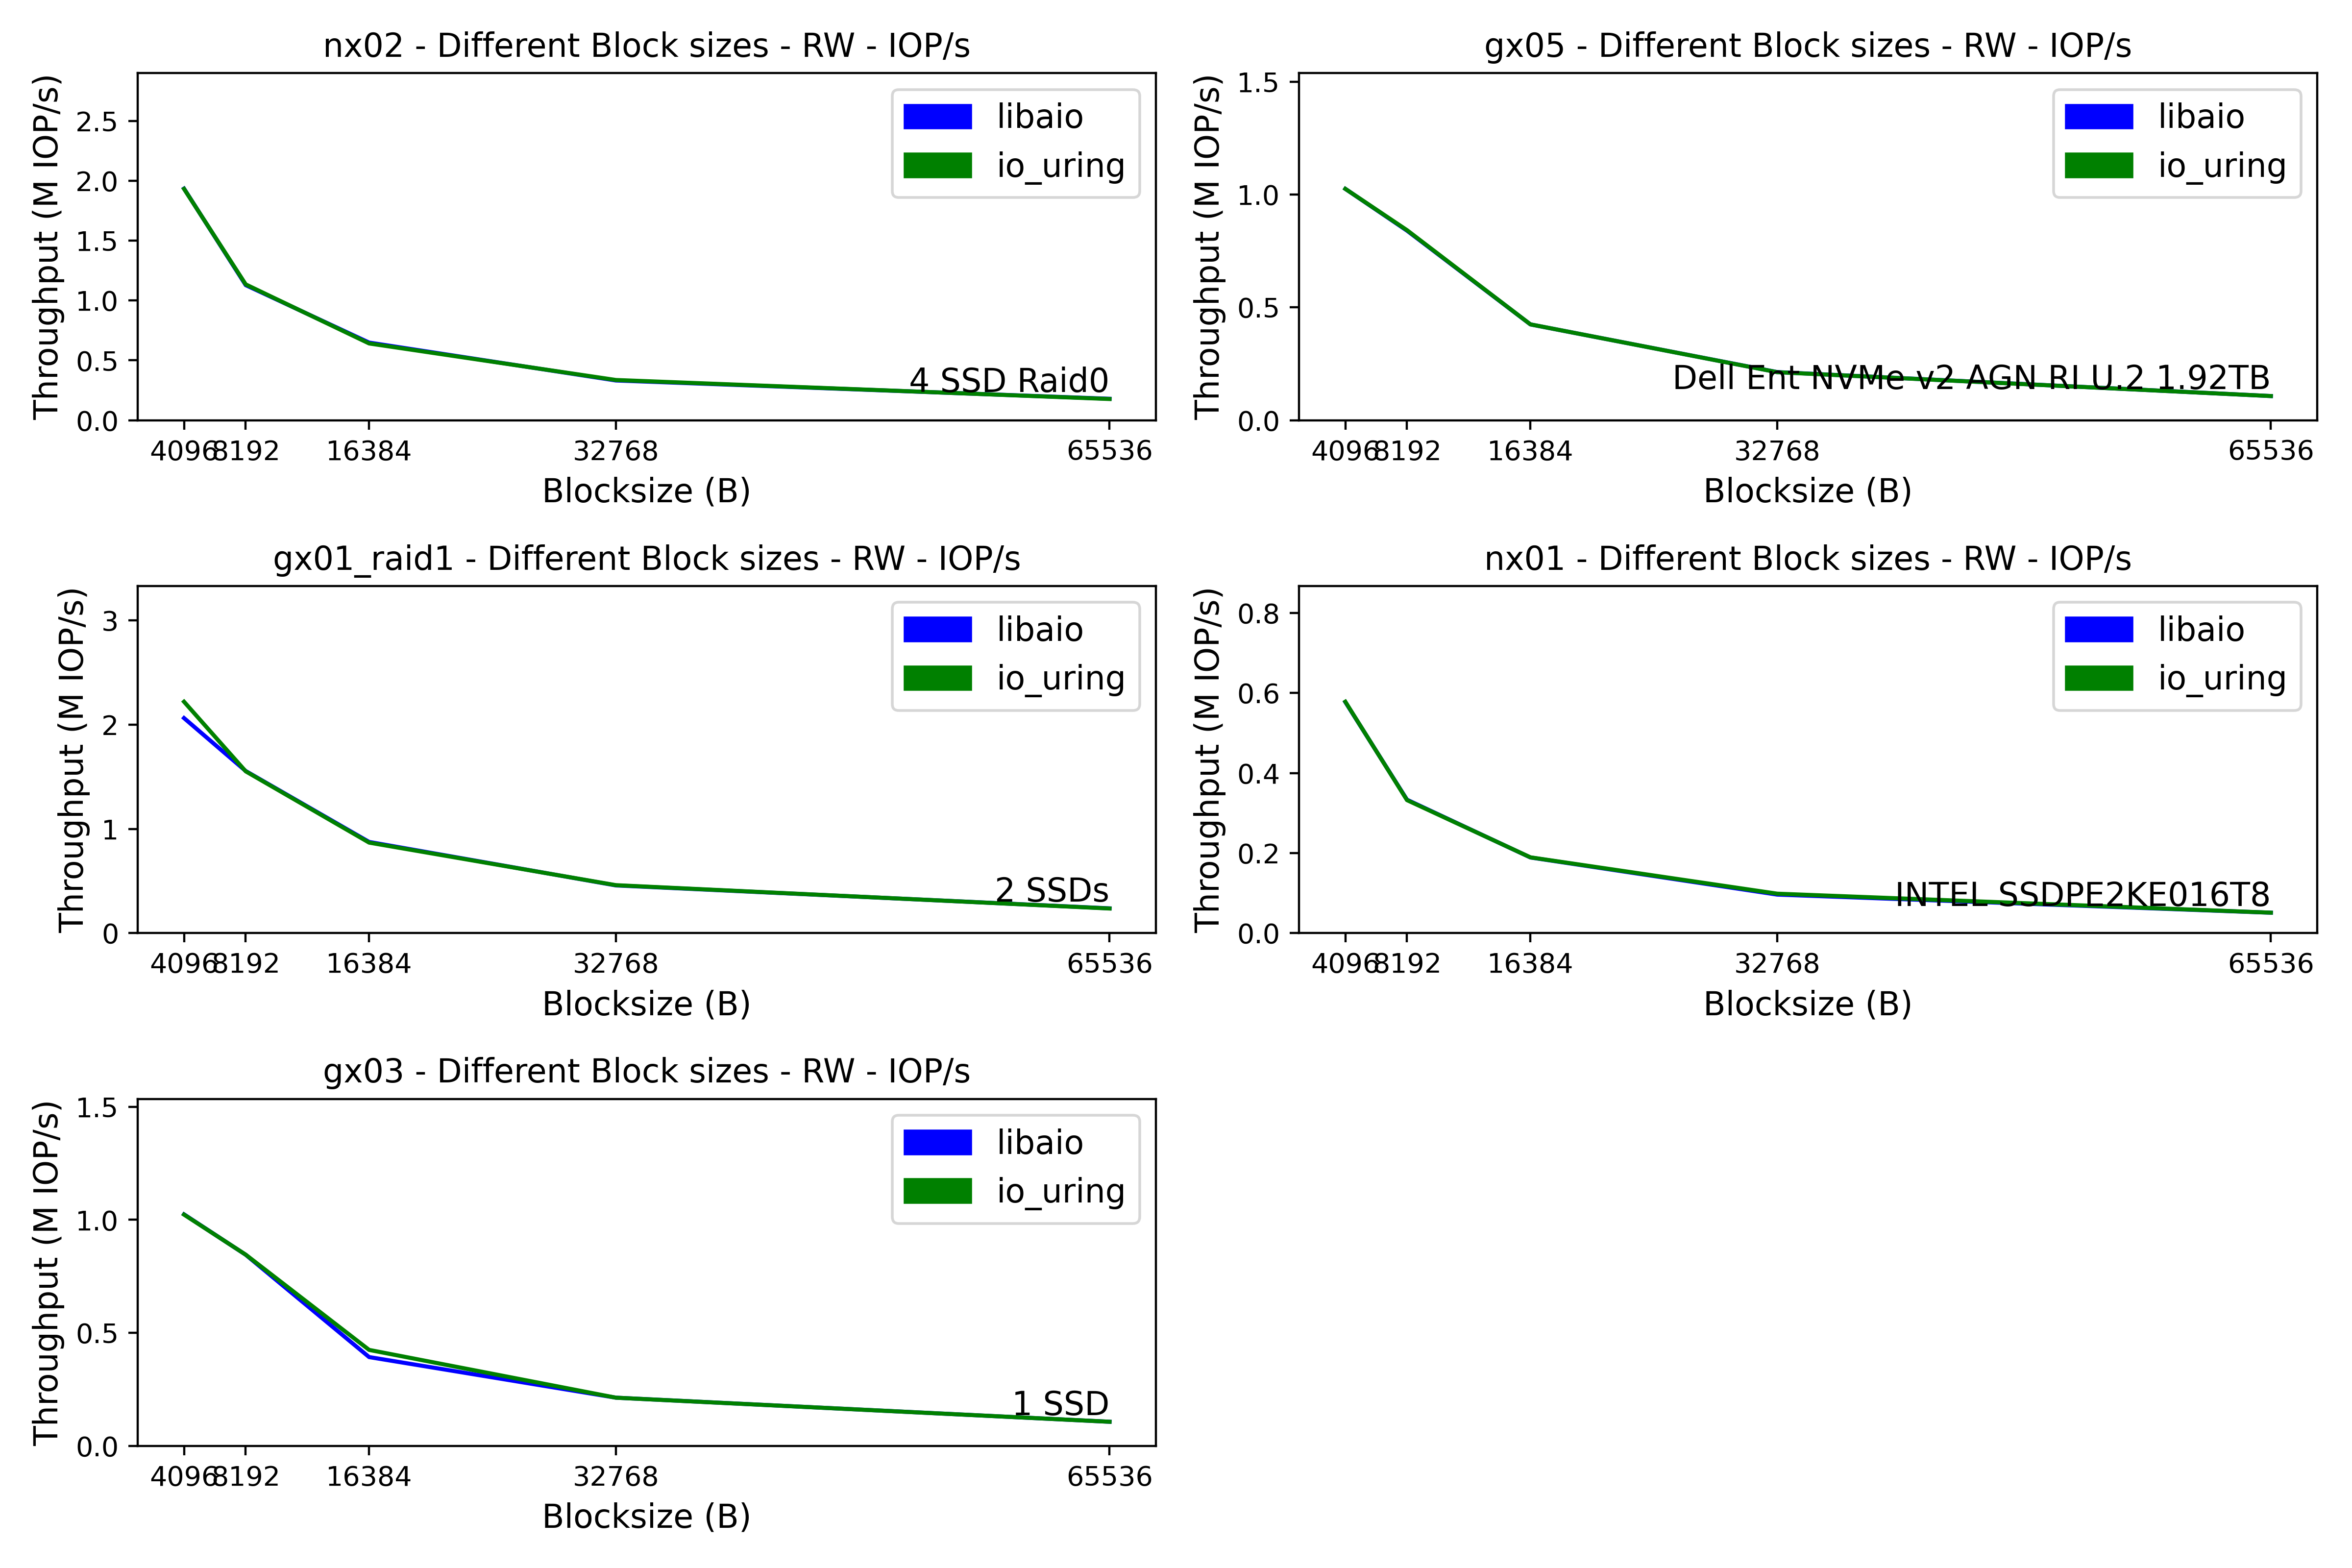 nx02 - Different Block sizes - RW - IOP/s
Throughput (M IOP/s)
2.5
2.0
1.5
1.0
0.5
0.0
libaio
io_uring
4 SSD Raid0
4096 8192 16384 32768 65536
Blocksize (B)
gx05 - Different Block sizes - RW - IOP/s
Throughput (M IOP/s)
1.5
1.0
0.5
0.0
libaio
io_uring
Dell Ent NVMe v2 AGN RI U.2 1.92TB
4096 8192 16384 32768 65536
Blocksize (B)
gx01_raid1 - Different Block sizes - RW - IOP/s
Throughput (M IOP/s)
3
2
1
0
libaio
io_uring
2 SSDs
4096 8192 16384 32768 65536
Blocksize (B)
nx01 - Different Block sizes - RW - IOP/s
Throughput (M IOP/s)
0.8
0.6
0.4
0.2
0.0
libaio
io_uring
INTEL SSDPE2KE016T8
4096 8192 16384 32768 65536
Blocksize (B)
gx03 - Different Block sizes - RW - IOP/s
Throughput (M IOP/s)
1.5
1.0
0.5
0.0
libaio
io_uring
1 SSD
4096 8192 16384 32768 65536
Blocksize (B)